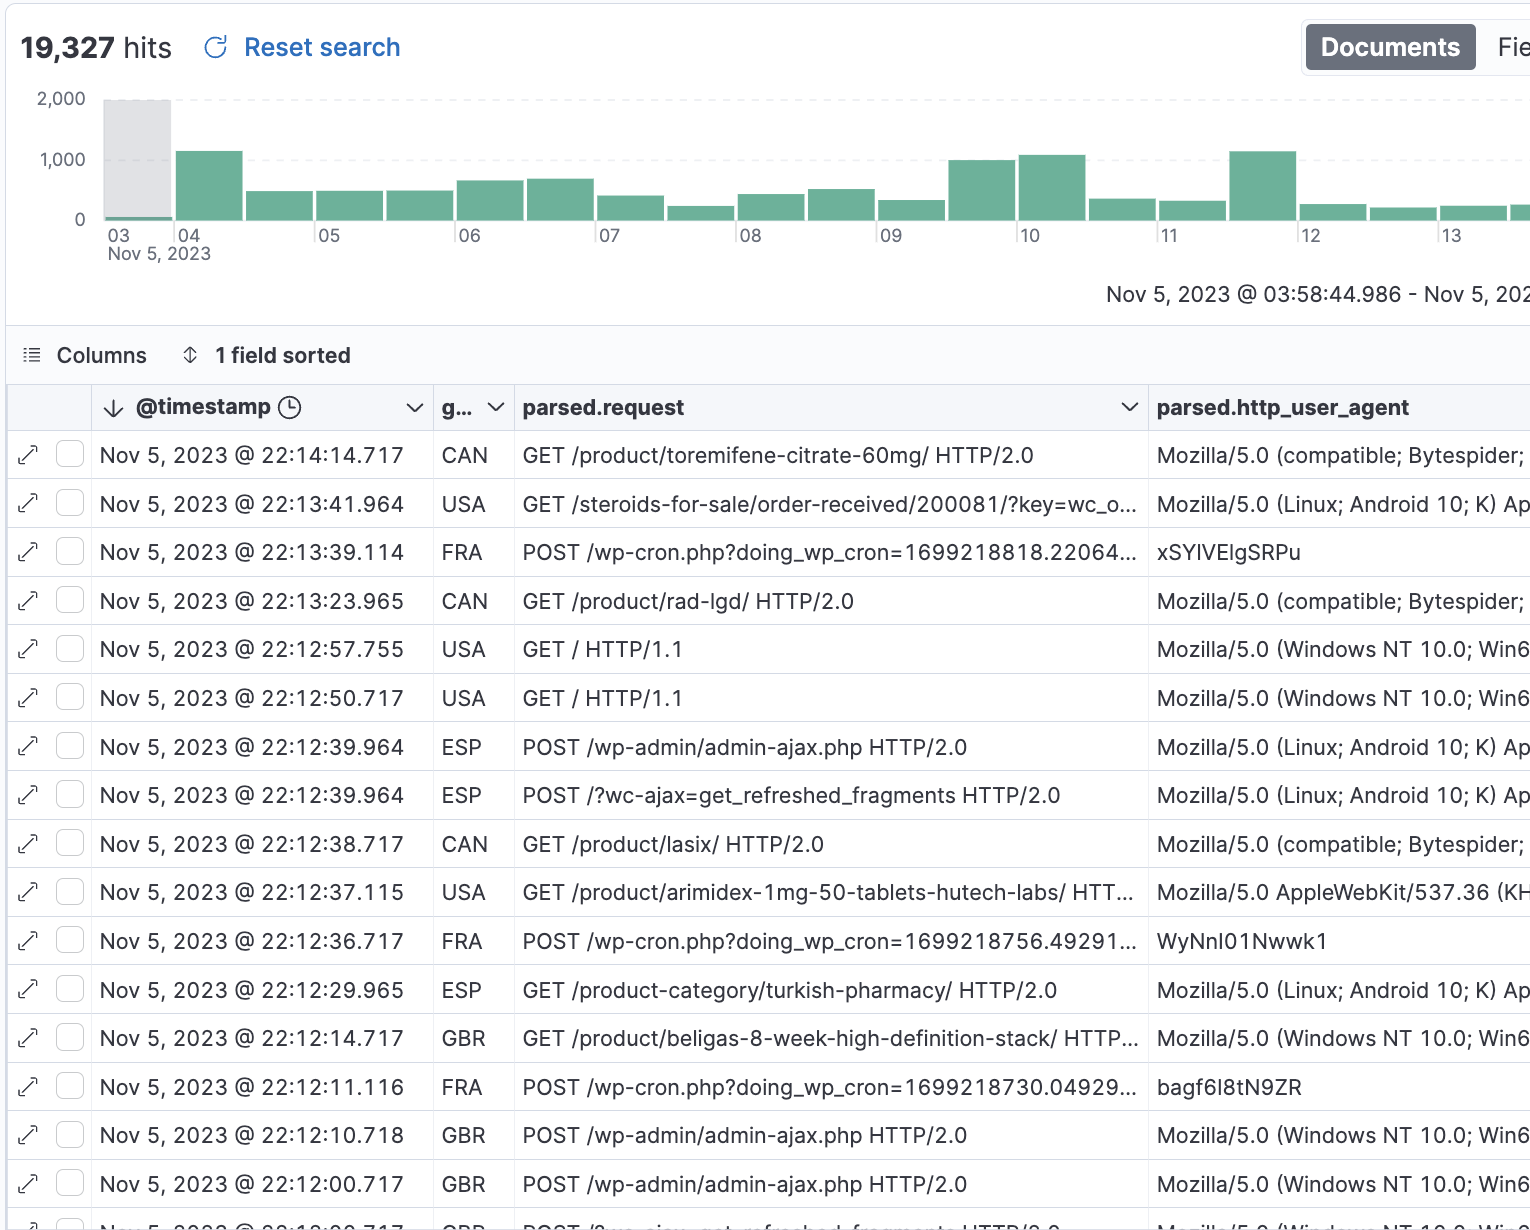 19,327 hits Reset search Documents Fie
2,000
1,000
0
03 04 05 06 07 08 09 10 11 12 13
Nov 5, 2023
Nov 5, 2023 @ 03:58:44.986 - Nov 5, 202
Columns 1 field sorted
@timestamp g... parsed.request parsed.http_user_agent
Nov 5, 2023 @ 22:14:14.717 CAN GET /product/toremifene-citrate-60mg/ HTTP/2.0 Mozilla/5.0 (compatible; Bytespider;
Nov 5, 2023 @ 22:13:41.964 USA GET /steroids-for-sale/order-received/200081/?key=wc_o... Mozilla/5.0 (Linux; Android 10; K) Ap
Nov 5, 2023 @ 22:13:39.114 FRA POST /wp-cron.php?doing_wp_cron=1699218818.22064... xSYlVElgSRPu
Nov 5, 2023 @ 22:13:23.965 CAN GET /product/rad-lgd/ HTTP/2.0 Mozilla/5.0 (compatible; Bytespider;
Nov 5, 2023 @ 22:12:57.755 USA GET / HTTP/1.1 Mozilla/5.0 (Windows NT 10.0; Win6
Nov 5, 2023 @ 22:12:50.717 USA GET / HTTP/1.1 Mozilla/5.0 (Windows NT 10.0; Win6
Nov 5, 2023 @ 22:12:39.964 ESP POST /wp-admin/admin-ajax.php HTTP/2.0 Mozilla/5.0 (Linux; Android 10; K) Ap
Nov 5, 2023 @ 22:12:39.964 ESP POST /?wc-ajax=get_refreshed_fragments HTTP/2.0 Mozilla/5.0 (Linux; Android 10; K) Ap
Nov 5, 2023 @ 22:12:38.717 CAN GET /product/lasix/ HTTP/2.0 Mozilla/5.0 (compatible; Bytespider;
Nov 5, 2023 @ 22:12:37.115 USA GET /product/arimidex-1mg-50-tablets-hutech-labs/ HTT... Mozilla/5.0 AppleWebKit/537.36 (KH
Nov 5, 2023 @ 22:12:36.717 FRA POST /wp-cron.php?doing_wp_cron=1699218756.49291... WyNnI01Nwwk1
Nov 5, 2023 @ 22:12:29.965 ESP GET /product-category/turkish-pharmacy/ HTTP/2.0 Mozilla/5.0 (Linux; Android 10; K) Ap
Nov 5, 2023 @ 22:12:14.717 GBR GET /product/beligas-8-week-high-definition-stack/ HTTP... Mozilla/5.0 (Windows NT 10.0; Win6
Nov 5, 2023 @ 22:12:11.116 FRA POST /wp-cron.php?doing_wp_cron=1699218730.04929... bagf6I8tN9ZR
Nov 5, 2023 @ 22:12:10.718 GBR POST /wp-admin/admin-ajax.php HTTP/2.0 Mozilla/5.0 (Windows NT 10.0; Win6
Nov 5, 2023 @ 22:12:00.717 GBR POST /wp-admin/admin-ajax.php HTTP/2.0 Mozilla/5.0 (Windows NT 10.0; Win6